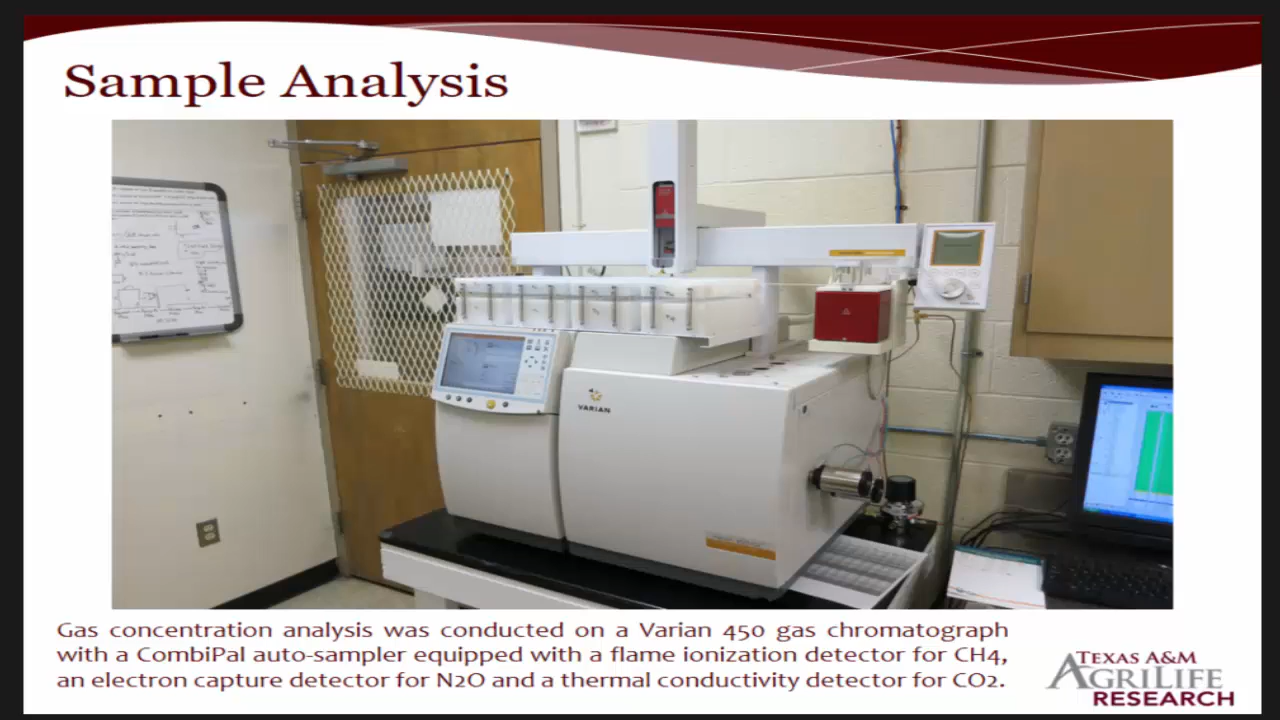 Sample Analysis
VARIAN
Gas concentration analysis was conducted on a Varian 450 gas chromatograph
with a CombiPal auto-sampler equipped with a flame ionization detector for CH4,
an electron capture detector for N2O and a thermal conductivity detector for CO2.
TEXAS A&M
AGRILIFE
RESEARCH